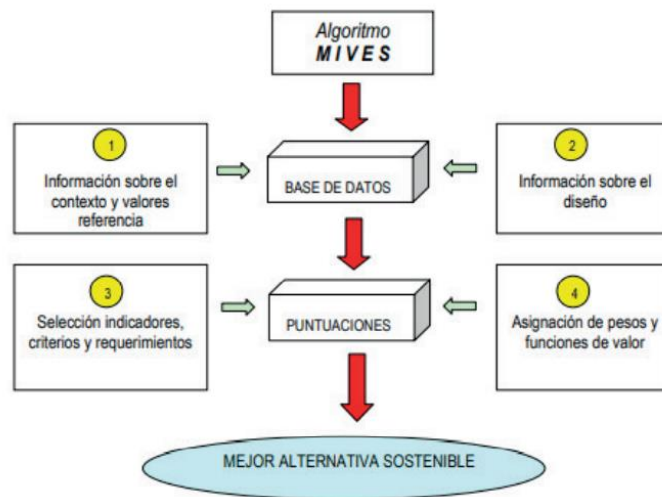 Algoritmo
MIVES
1
Información sobre el
contexto y valores
referencia
BASE DE DATOS
2
Información sobre el
diseño
3
Selección indicadores,
criterios y requerimientos
PUNTUACIONES
4
Asignación de pesos y
funciones de valor
MEJOR ALTERNATIVA SOSTENIBLE